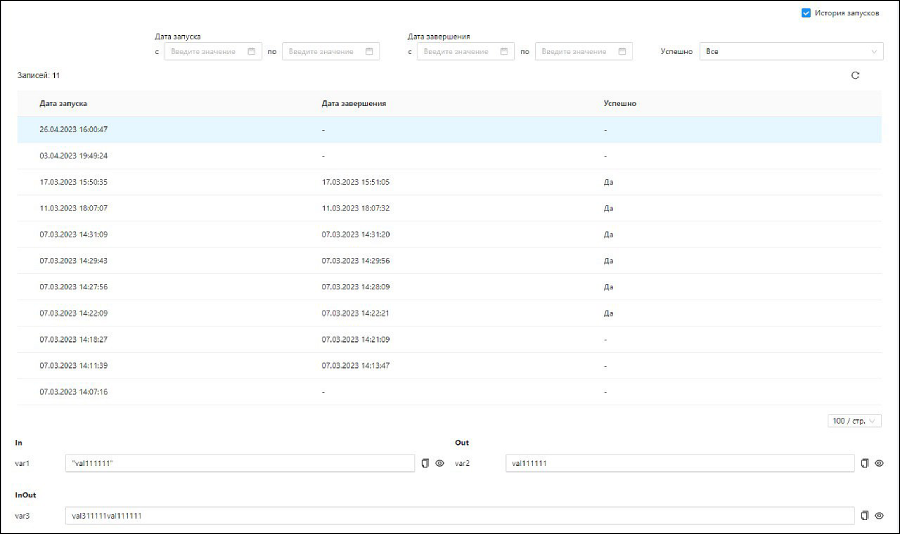 История запусков
Дата запуска Дата завершения
с Введите значение по Введите значение с Введите значение по Введите значение Успешно Все
Записей: 11
Дата запуска Дата завершения Успешно
26.04.2023 16:00:47 - -
03.04.2023 19:49:24 - -
17.03.2023 15:50:35 17.03.2023 15:51:05 Да
11.03.2023 18:07:07 11.03.2023 18:07:32 Да
07.03.2023 14:31:09 07.03.2023 14:31:20 Да
07.03.2023 14:29:43 07.03.2023 14:29:56 Да
07.03.2023 14:27:56 07.03.2023 14:28:09 Да
07.03.2023 14:22:09 07.03.2023 14:22:21 Да
07.03.2023 14:18:27 07.03.2023 14:21:09 -
07.03.2023 14:11:39 07.03.2023 14:13:47 -
07.03.2023 14:07:16 - -
100 / стр.
In Out
var1 "val111111" var2 val111111
InOut
var3 val311111val111111